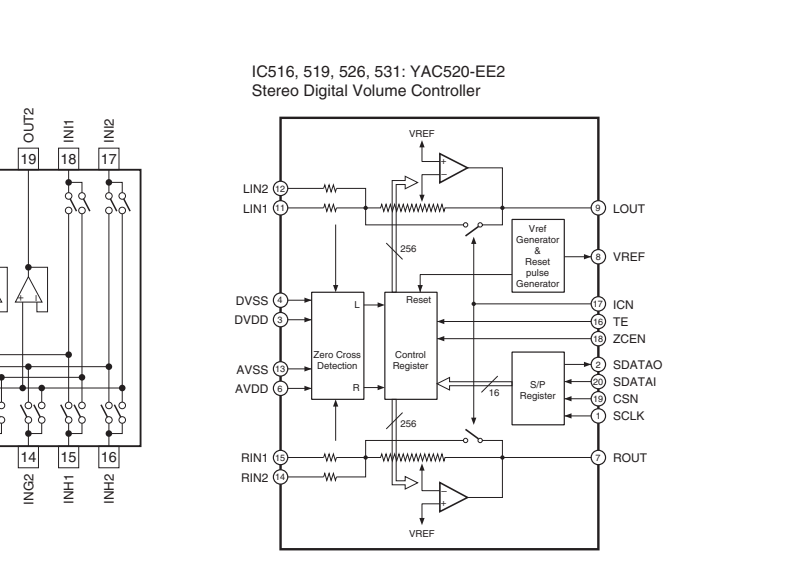 IC516, 519, 526, 531: YAC520-EE2
Stereo Digital Volume Controller
OUT2
INI1
INI2
19
18
17
+
14
15
16
ING2
INH1
INH2
VREF
+
−
LIN2
12
LIN1
11
9
LOUT
Vref
Generator
&
Reset
pulse
Generator
8
VREF
256
DVSS
4
DVDD
3
L
Reset
17
ICN
16
TE
18
ZCEN
Zero Cross
Detection
Control
Register
AVSS
13
AVDD
6
R
16
S/P
Register
2
SDATAO
20
SDATAI
19
CSN
1
SCLK
256
RIN1
15
RIN2
14
7
ROUT
−
+
VREF